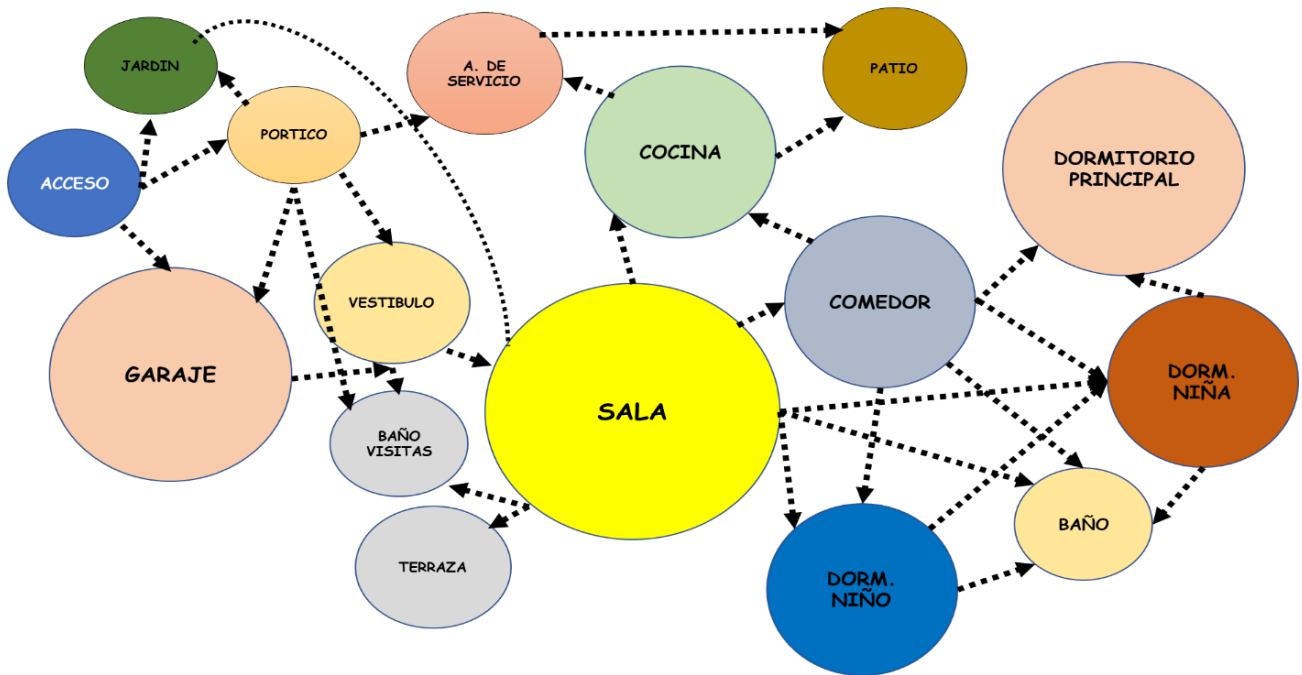 JARDIN
A. DE
SERVICIO
PATIO
PORTICO
COCINA
DORMITORIO
PRINCIPAL
ACCESO
VESTIBULO
COMEDOR
GARAJE
DORM.
NIÑA
SALA
BAÑO
VISITAS
BAÑO
TERRAZA
DORM.
NIÑO